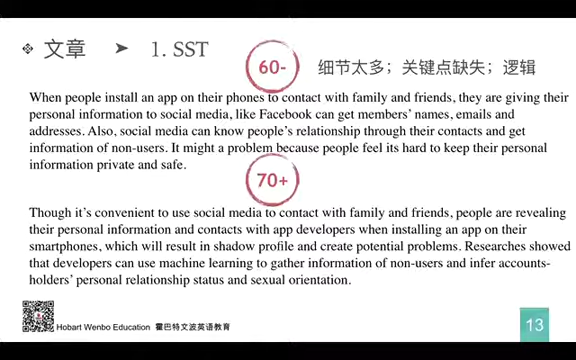 ❖ 文章 ➤ 1. SST
60-
细节太多；关键点缺失；逻辑
When people install an app on their phones to contact with family and friends, they are giving their
personal information to social media, like Facebook can get members' names, emails and
addresses. Also, social media can know people's relationship through their contacts and get
information of non-users. It might a problem because people feel its hard to keep their personal
information private and safe.
70+
Though it's convenient to use social media to contact with family and friends, people are revealing
their personal information and contacts with app developers when installing an app on their
smartphones, which will result in shadow profile and create potential problems. Researches showed
that developers can use machine learning to gather information of non-users and infer accounts-
holders' personal relationship status and sexual orientation.
Hobart Wenbo Education 霍巴特文波英语教育
13